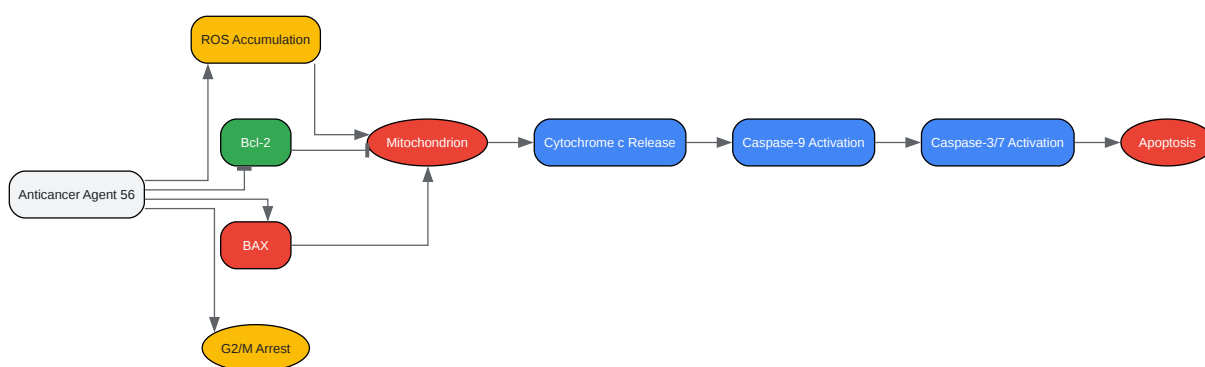 ROS Accumulation
Bcl-2
Mitochondrion
Cytochrome c Release
Caspase-9 Activation
Caspase-3/7 Activation
Apoptosis
Anticancer Agent 56
BAX
G2/M Arrest